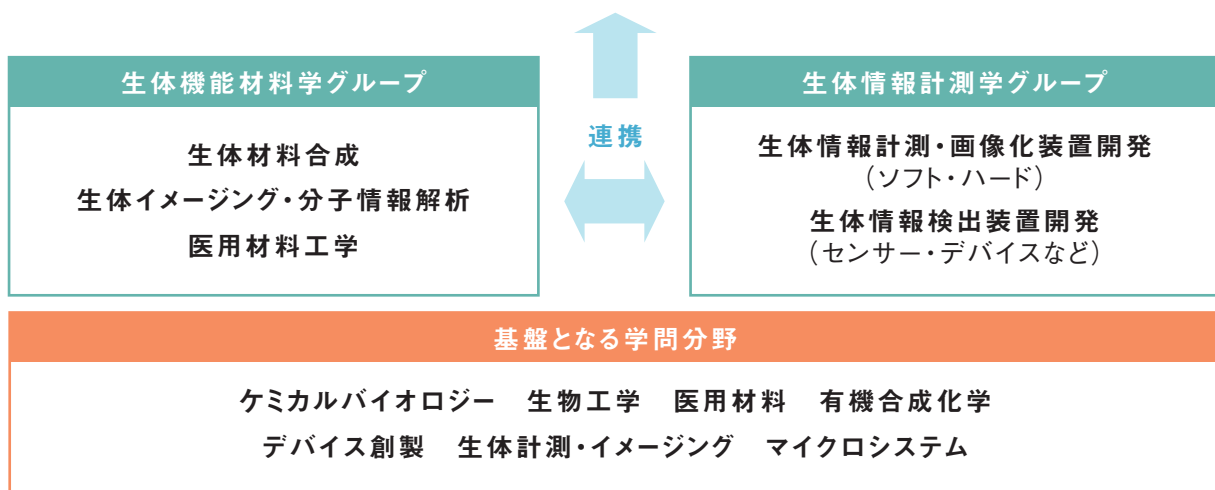 生体機能材料学グループ
生体材料合成
生体イメージング・分子情報解析
医用材料工学
連携
生体情報計測学グループ
生体情報計測・画像化装置開発
（ソフト・ハード）
生体情報検出装置開発
（センサー・デバイスなど）
基盤となる学問分野
ケミカルバイオロジー　生物工学　医用材料　有機合成化学
デバイス創製　生体計測・イメージング　マイクロシステム